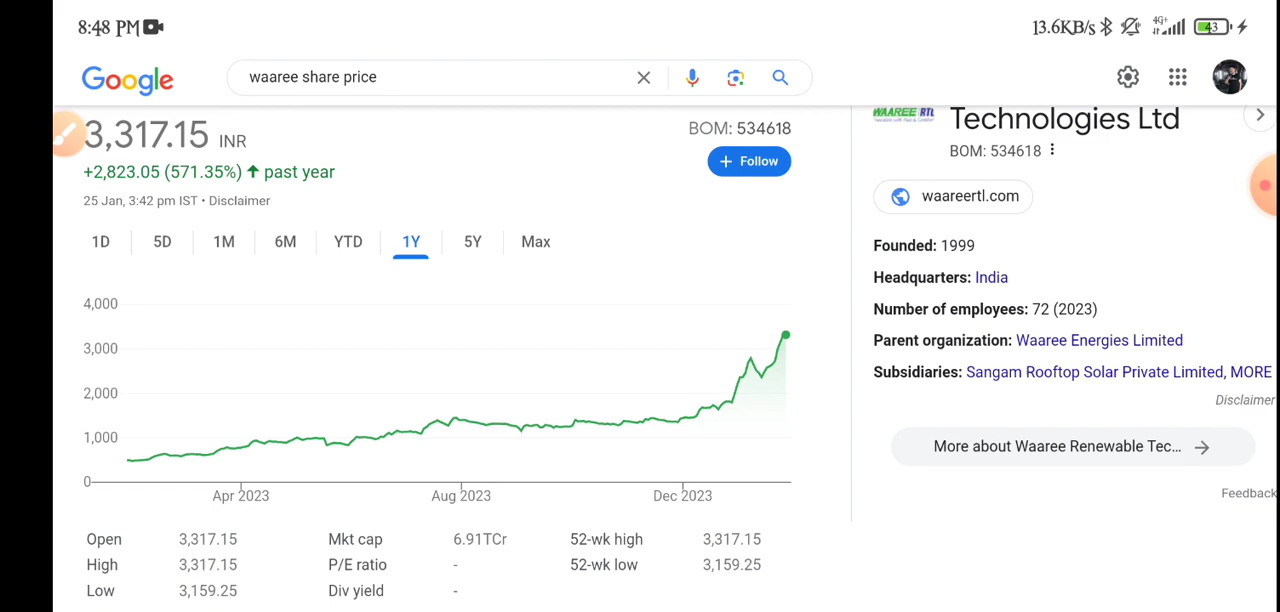 8:48 PM
13.6KB/s 4G+ 43
Google
waaree share price
3,317.15 INR
+2,823.05 (571.35%) ↑ past year
25 Jan, 3:42 pm IST • Disclaimer
BOM: 534618
+ Follow
1D 5D 1M 6M YTD 1Y 5Y Max
4,000
3,000
2,000
1,000
0
Apr 2023 Aug 2023 Dec 2023
Open 3,317.15 Mkt cap 6.91TCr 52-wk high 3,317.15
High 3,317.15 P/E ratio - 52-wk low 3,159.25
Low 3,159.25 Div yield -
WAAREE RTL
Technologies Ltd
BOM: 534618
waareertl.com
Founded: 1999
Headquarters: India
Number of employees: 72 (2023)
Parent organization: Waaree Energies Limited
Subsidiaries: Sangam Rooftop Solar Private Limited, MORE
Disclaimer
More about Waaree Renewable Tec... →
Feedback